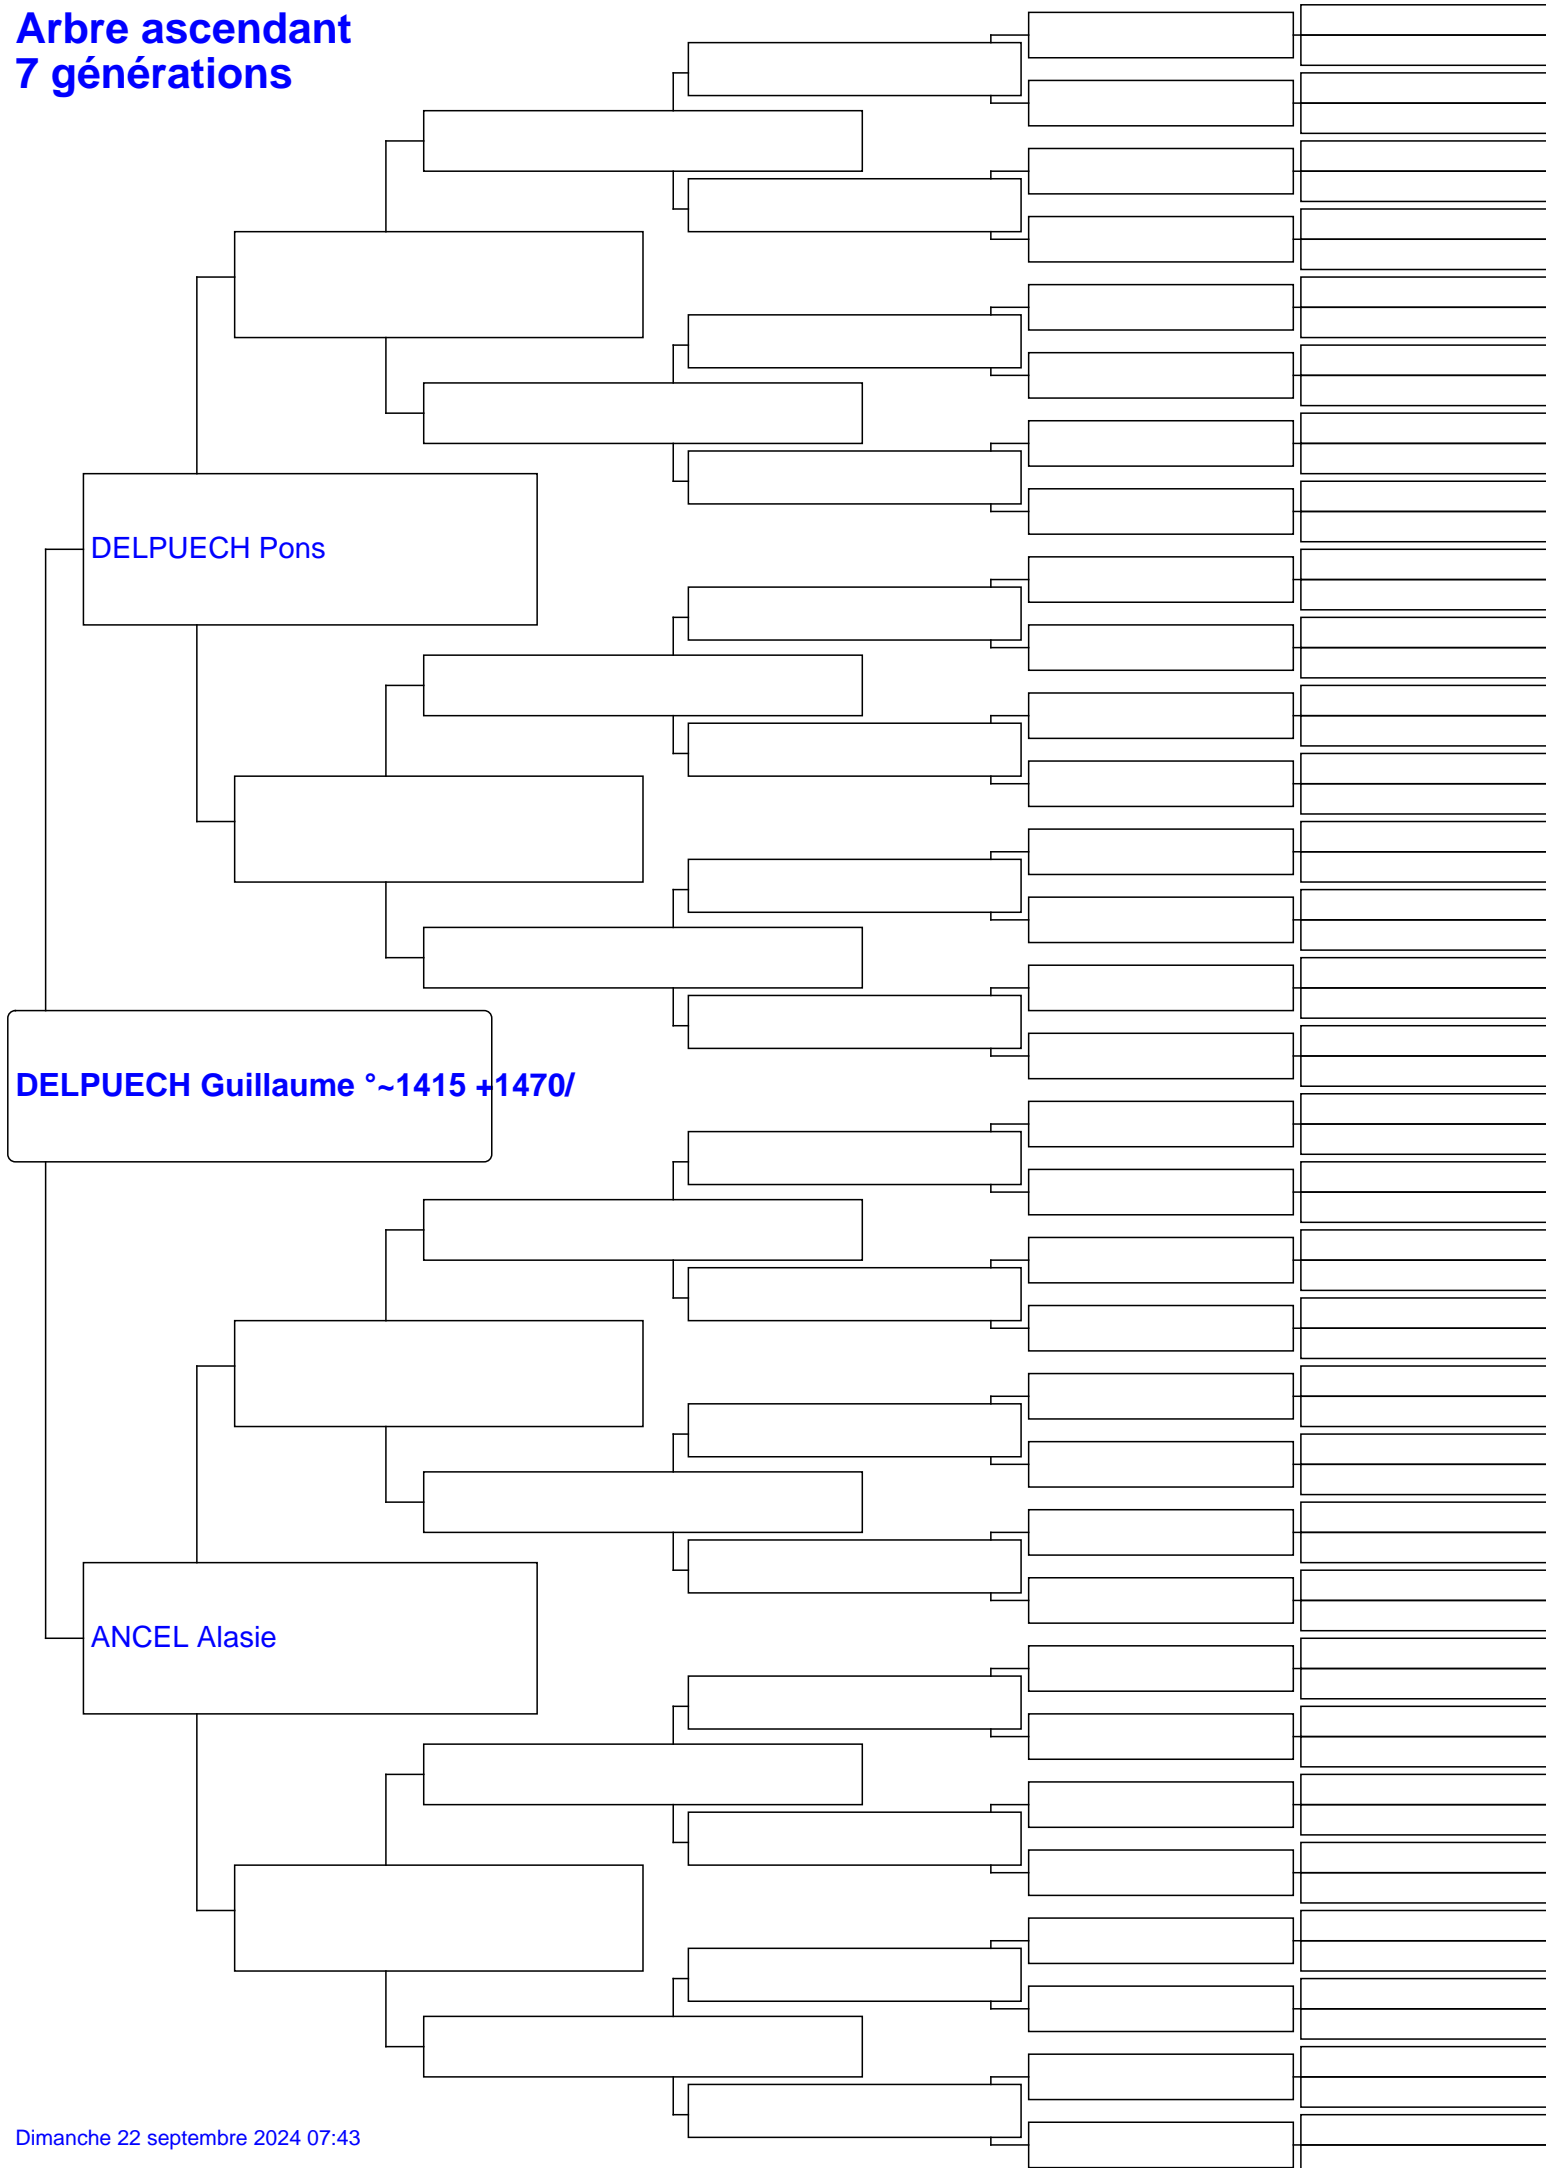 Arbre ascendant
7 générations
DELPUECH Pons
DELPUECH Guillaume °~1415 +1470/
ANCEL Alasie
Dimanche 22 septembre 2024 07:43